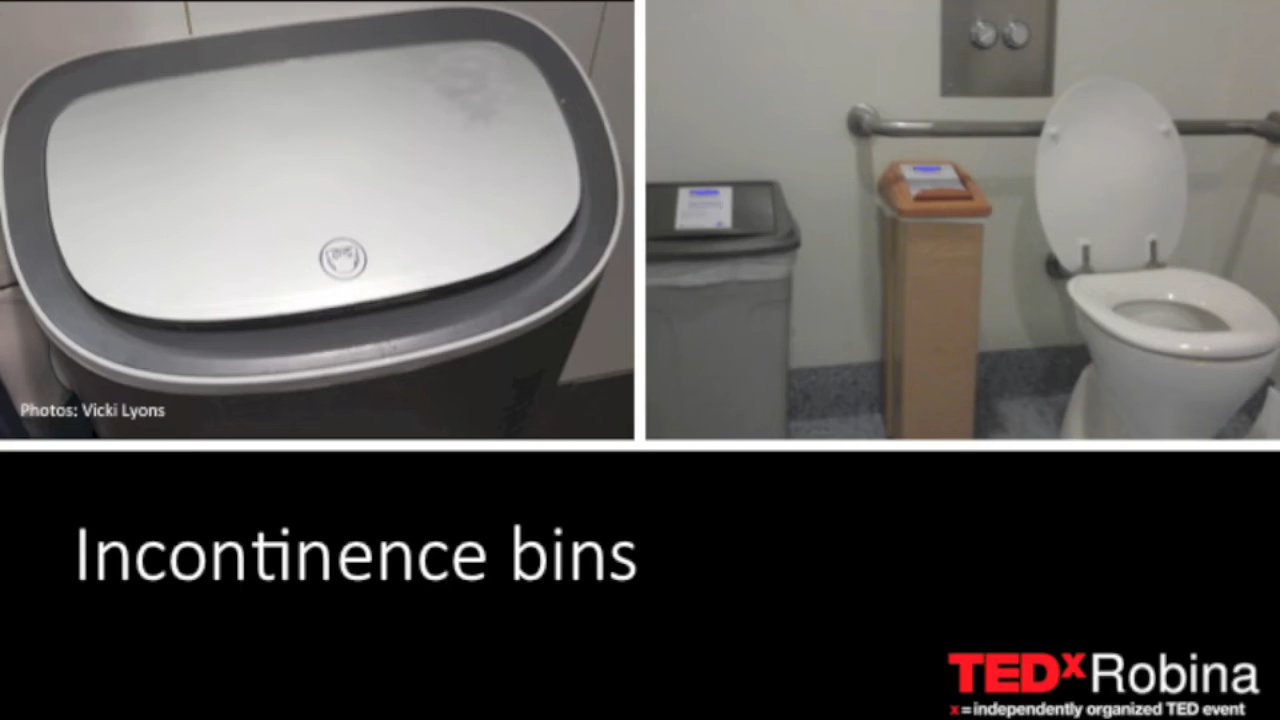 Photos: Vicki Lyons
Incontinence bins
TEDxRobina
x=independently organized TED event